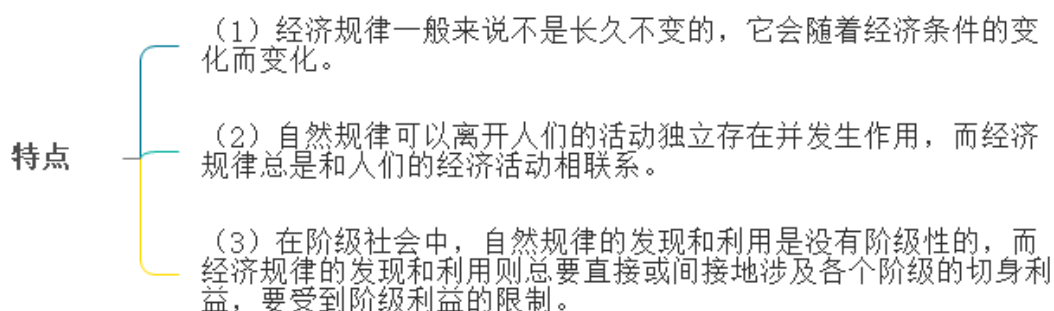 （1）经济规律一般来说不是长久不变的，它会随着经济条件的变
化而变化。
特点
（2）自然规律可以离开人们的活动独立存在并发生作用，而经济
规律总是和人们的经济活动相联系。
（3）在阶级社会中，自然规律的发现和利用是没有阶级性的，而
经济规律的发现和利用则总要直接或间接地涉及各个阶级的切身利
益，要受到阶级利益的限制。